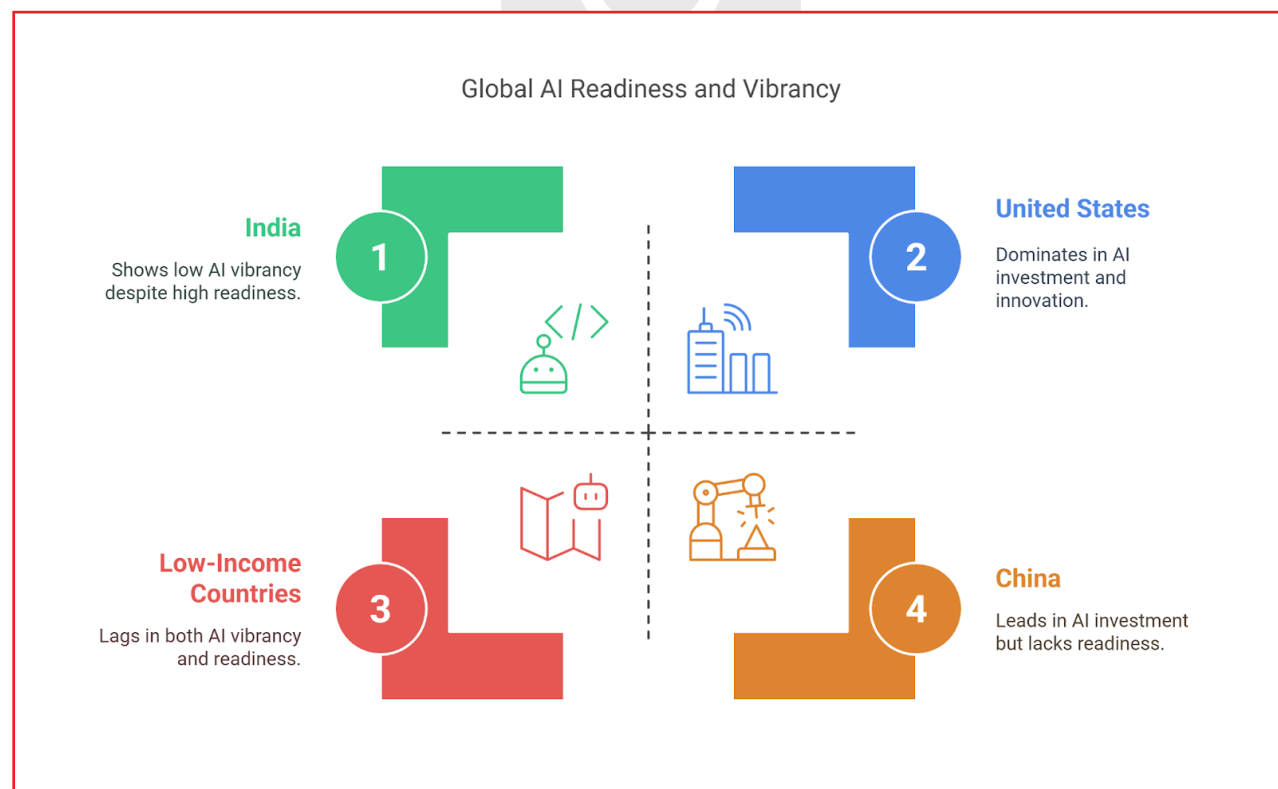 Global AI Readiness and Vibrancy
India
Shows low AI vibrancy
despite high readiness.
1
2
United States
Dominates in AI
investment and
innovation.
Low-Income
Countries
Lags in both AI vibrancy
and readiness.
3
4
China
Leads in AI investment
but lacks readiness.